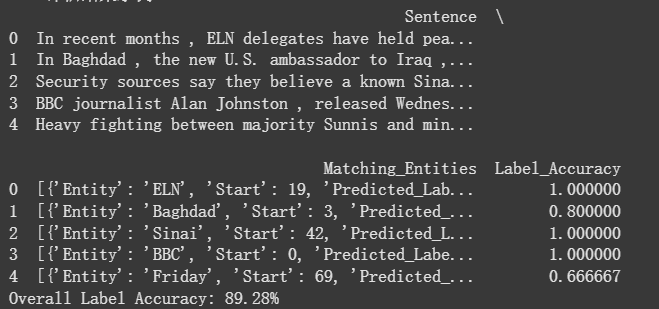 Sentence \
0 In recent months , ELN delegates have held pea...
1 In Baghdad , the new U.S. ambassador to Iraq ,...
2 Security sources say they believe a known Sina...
3 BBC journalist Alan Johnston , released Wednes...
4 Heavy fighting between majority Sunnis and min...
Matching_Entities Label_Accuracy
0 [{'Entity': 'ELN', 'Start': 19, 'Predicted_Lab... 1.000000
1 [{'Entity': 'Baghdad', 'Start': 3, 'Predicted_... 0.800000
2 [{'Entity': 'Sinai', 'Start': 42, 'Predicted_L... 1.000000
3 [{'Entity': 'BBC', 'Start': 0, 'Predicted_Labe... 1.000000
4 [{'Entity': 'Friday', 'Start': 69, 'Predicted_... 0.666667
Overall Label Accuracy: 89.28%